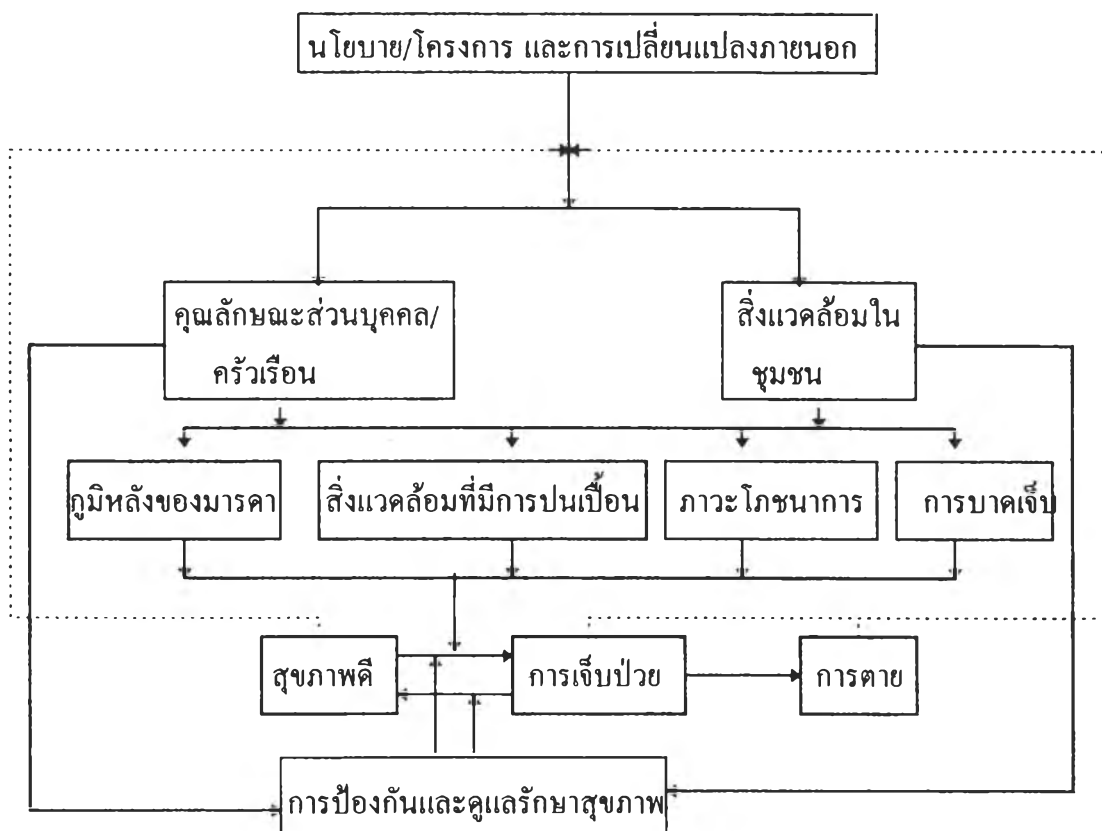 นโยบาย/โครงการ และการเปลี่ยนแปลงภายนอก
คุณลักษณะส่วนบุคคล/
ครัวเรือน
สิ่งแวดล้อมใน
ชุมชน
ภูมิหลังของมารดา
สิ่งแวดล้อมที่มีการปนเปื้อน
ภาวะโภชนาการ
การบาดเจ็บ
สุขภาพดี
การเจ็บป่วย
การตาย
การป้องกันและดูแลรักษาสุขภาพ